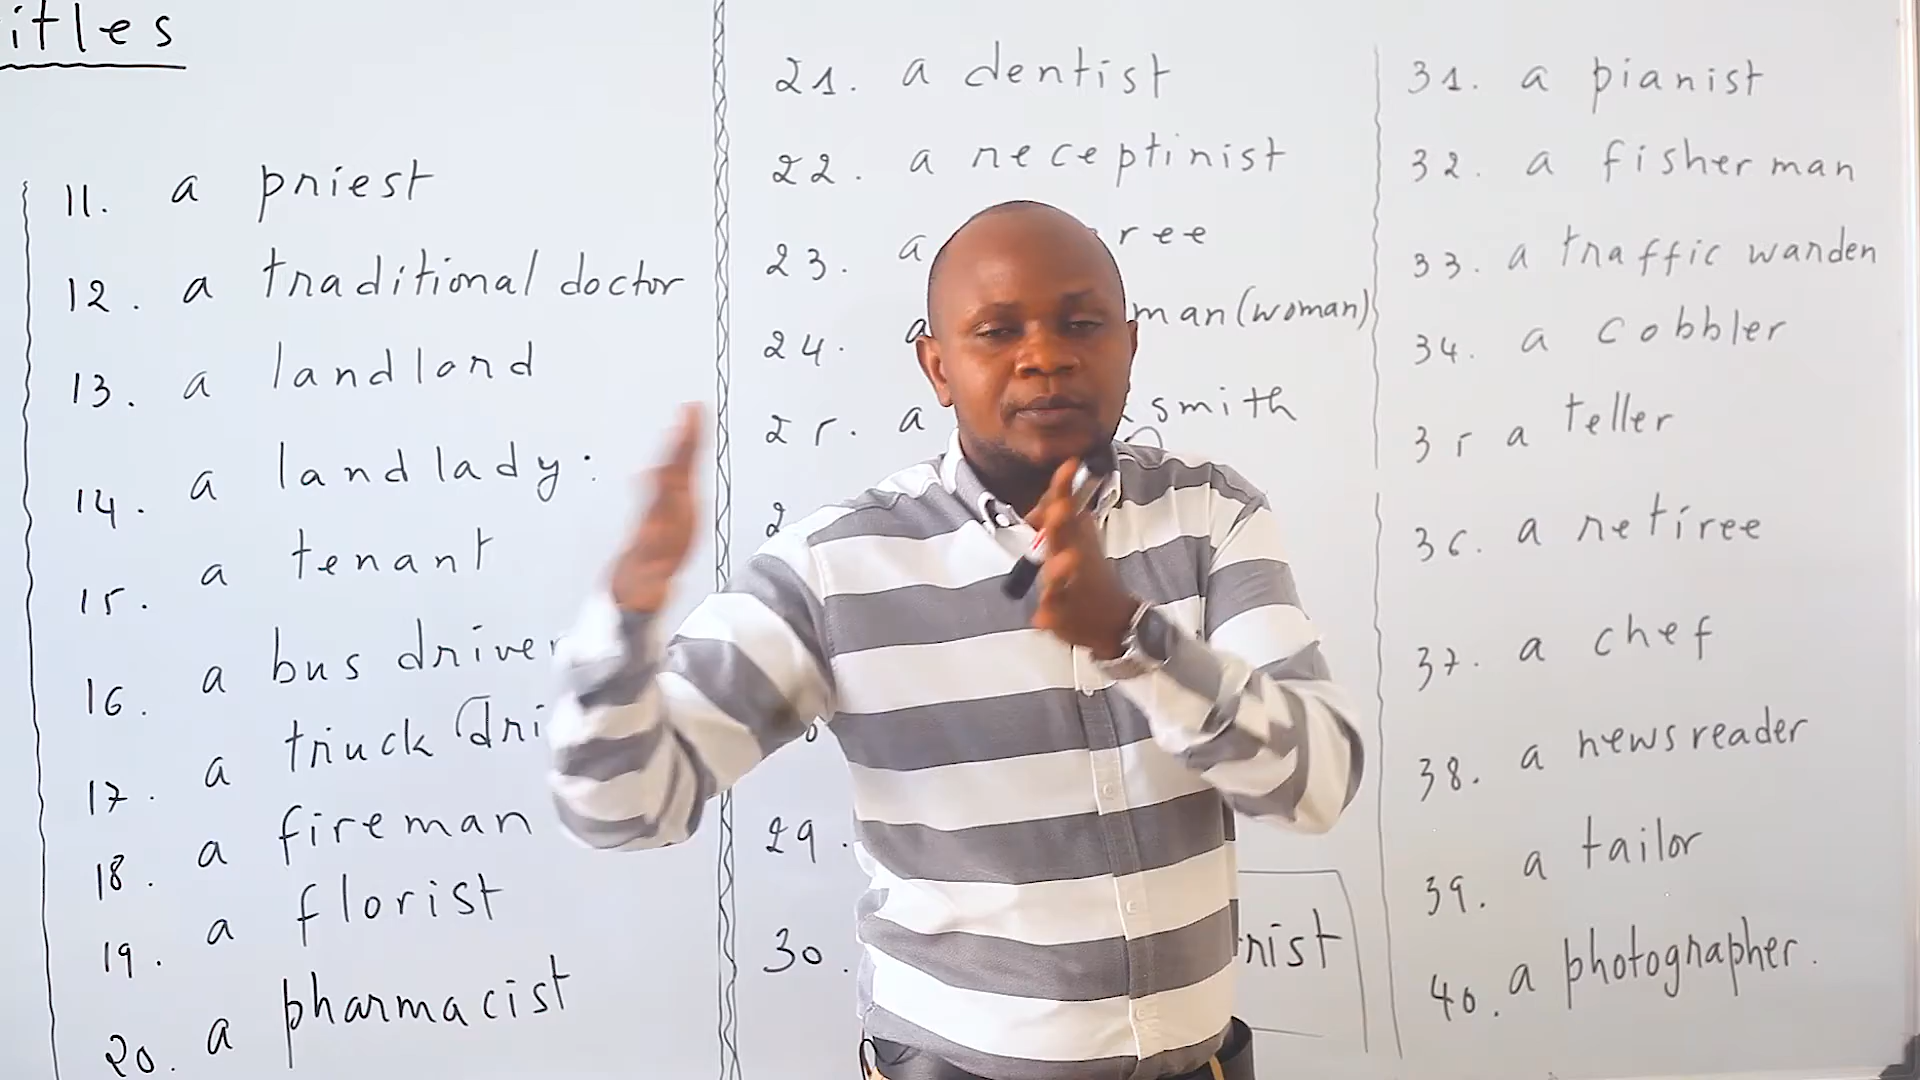 itles
11. a priest
12. a traditional doctor
13. a landlord
14. a landlady:
15. a tenant
16. a bus driver
17. a truck dri
18. a fireman
19. a florist
20. a pharmacist
21. a dentist
22. a receptinist
23. a ree
24. a man (woman)
25. a smith
2
29.
30. nist
31. a pianist
32. a fisherman
33. a traffic warden
34. a cobbler
35 a teller
36. a retiree
37. a chef
38. a newsreader
39. a tailor
40. a photographer.